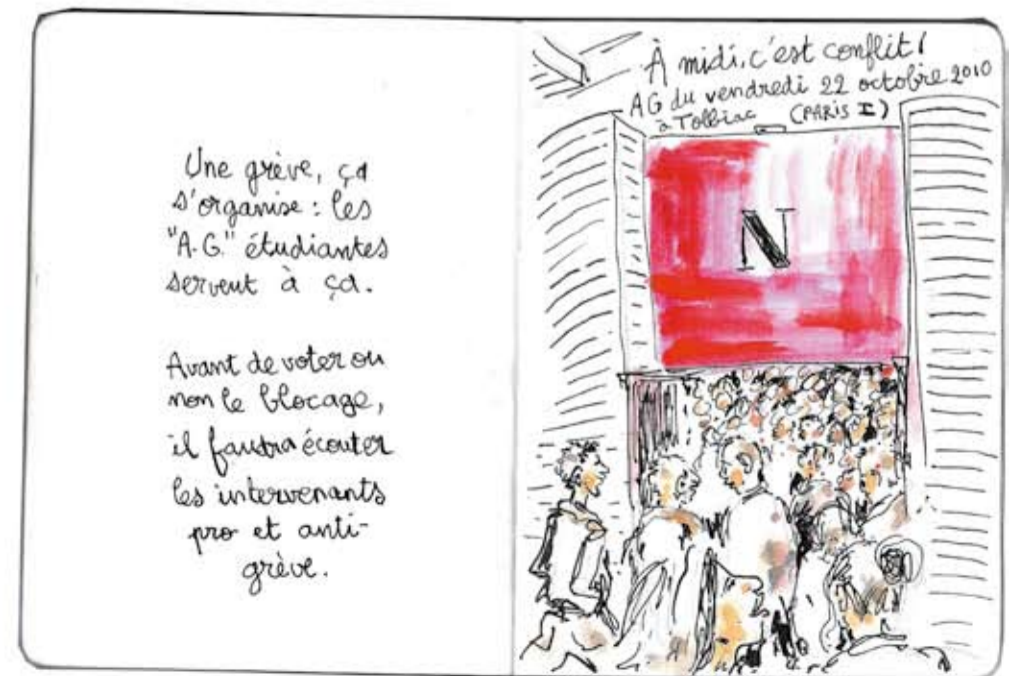 Une grève, ça
s'organise : les
"A.G." étudiantes
servent à ça.
Avant de voter ou
non le blocage,
il faudra écouter
les intervenants
pro et anti-
grève.
À midi, c'est conflit !
AG du vendredi 22 octobre 2010
à Tolbiac (PARIS I)
N